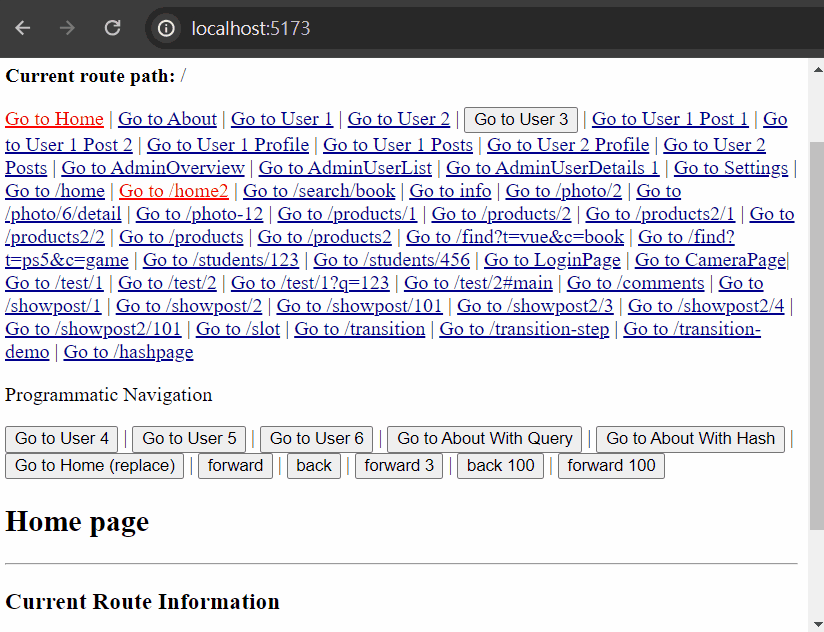 localhost:5173
Current route path: /
Go to Home | Go to About | Go to User 1 | Go to User 2 | Go to User 3 | Go to User 1 Post 1 | Go
to User 1 Post 2 | Go to User 1 Profile | Go to User 1 Posts | Go to User 2 Profile | Go to User 2
Posts | Go to AdminOverview | Go to AdminUserList | Go to AdminUserDetails 1 | Go to Settings |
Go to /home | Go to /home2 | Go to /search/book | Go to info | Go to /photo/2 | Go to
/photo/6/detail | Go to /photo-12 | Go to /products/1 | Go to /products/2 | Go to /products2/1 | Go to
/products2/2 | Go to /products | Go to /products2 | Go to /find?t=vue&c=book | Go to /find?
t=ps5&c=game | Go to /students/123 | Go to /students/456 | Go to LoginPage | Go to CameraPage|
Go to /test/1 | Go to /test/2 | Go to /test/1?q=123 | Go to /test/2#main | Go to /comments | Go to
/showpost/1 | Go to /showpost/2 | Go to /showpost/101 | Go to /showpost2/3 | Go to /showpost2/4 |
Go to /showpost2/101 | Go to /slot | Go to /transition | Go to /transition-step | Go to /transition-
demo | Go to /hashpage
Programmatic Navigation
Go to User 4 | Go to User 5 | Go to User 6 | Go to About With Query | Go to About With Hash |
Go to Home (replace) | forward | back | forward 3 | back 100 | forward 100
Home page
Current Route Information